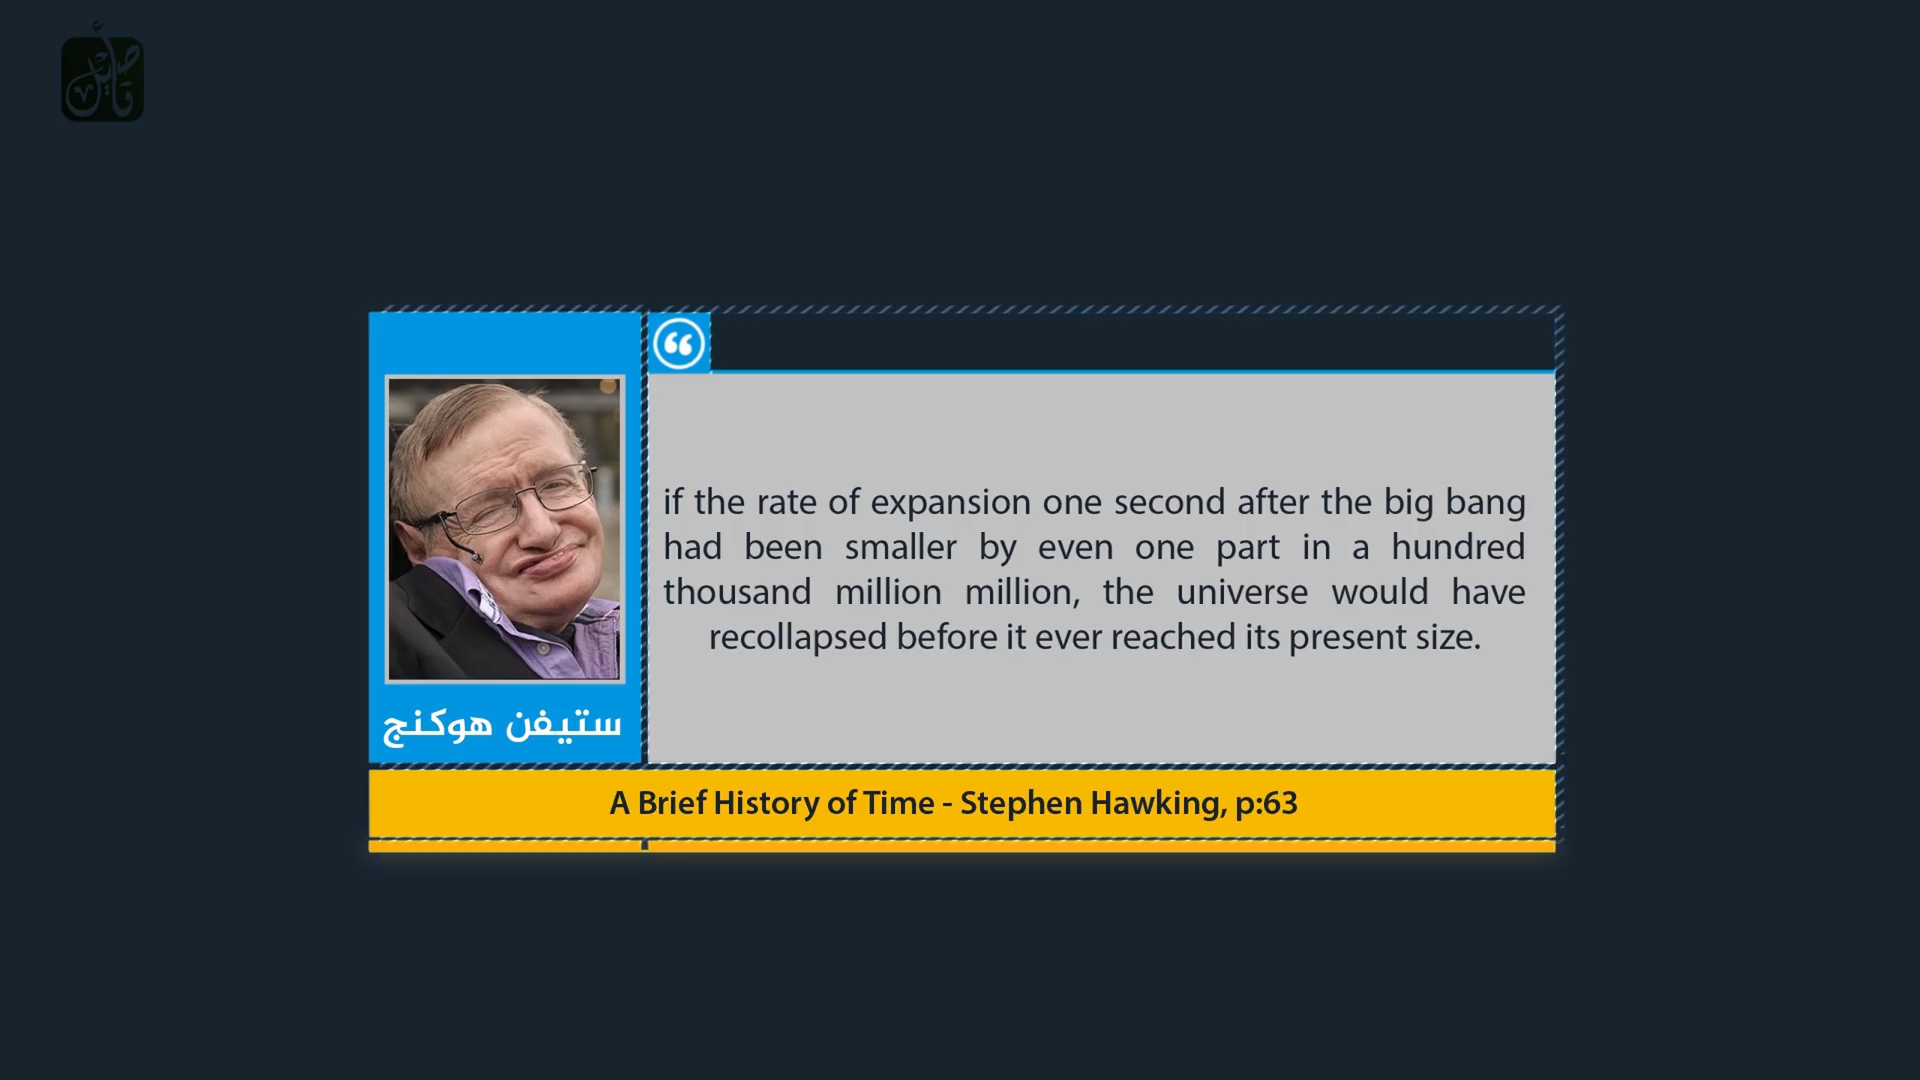 if the rate of expansion one second after the big bang
had been smaller by even one part in a hundred
thousand million million, the universe would have
recollapsed before it ever reached its present size.
ستيفن هوكنج
A Brief History of Time - Stephen Hawking, p:63